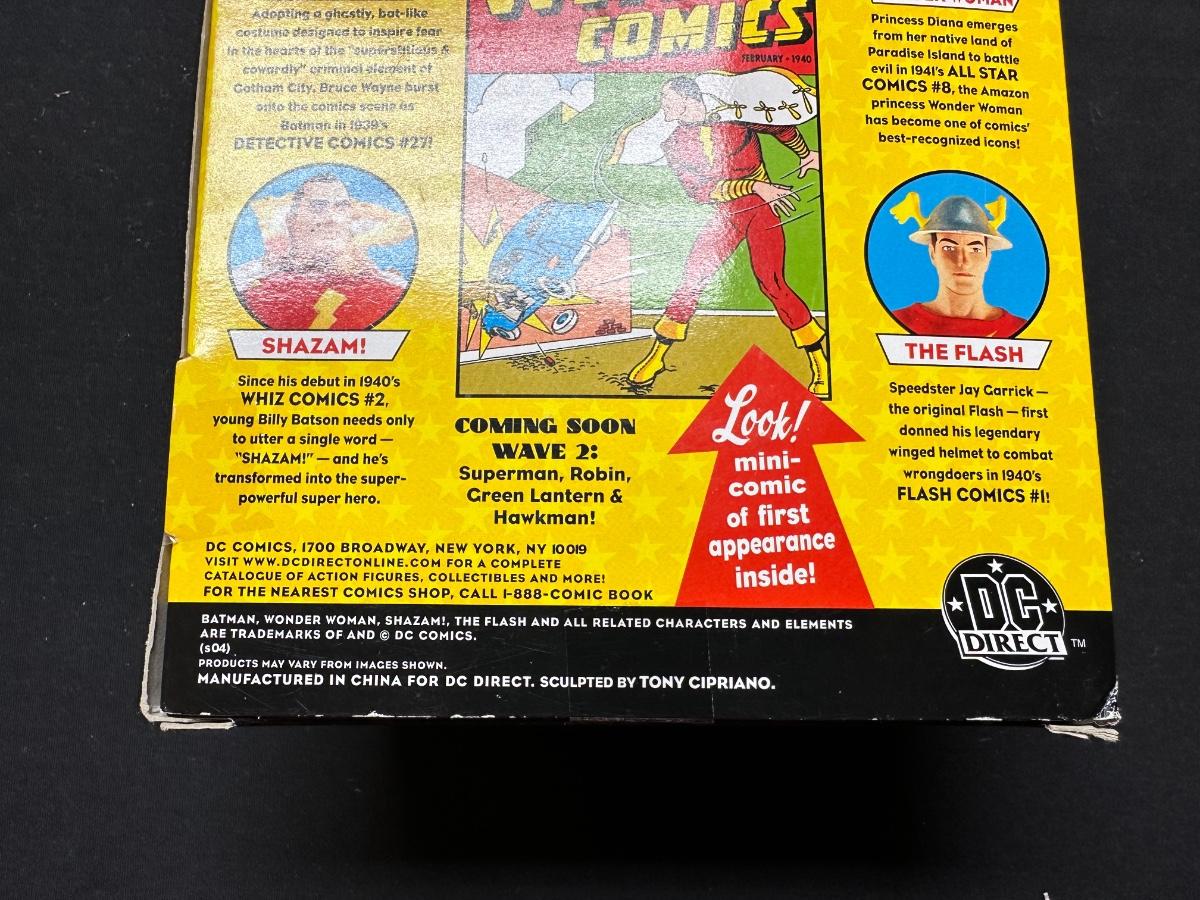 Adopting a ghostly, bat-like
costume designed to inspire fear
in the hearts of the "superstitious &
cowardly" criminal element of
Gotham City, Bruce Wayne burst
onto the comics scene as
Batman in 1939's
DETECTIVE COMICS #27!
SHAZAM!
Since his debut in 1940's
WHIZ COMICS #2,
young Billy Batson needs only
to utter a single word —
"SHAZAM!" — and he's
transformed into the super-
powerful super hero.
COMICS
FEBRUARY • 1940
COMING SOON
WAVE 2:
Superman, Robin,
Green Lantern &
Hawkman!
Look!
mini-
comic
of first
appearance
inside!
WOMAN
Princess Diana emerges
from her native land of
Paradise Island to battle
evil in 1941's ALL STAR
COMICS #8, the Amazon
princess Wonder Woman
has become one of comics'
best-recognized icons!
THE FLASH
Speedster Jay Garrick —
the original Flash — first
donned his legendary
winged helmet to combat
wrongdoers in 1940's
FLASH COMICS #1!
DC COMICS, 1700 BROADWAY, NEW YORK, NY 10019
VISIT WWW.DCDIRECTONLINE.COM FOR A COMPLETE
CATALOGUE OF ACTION FIGURES, COLLECTIBLES AND MORE!
FOR THE NEAREST COMICS SHOP, CALL 1-888-COMIC BOOK
BATMAN, WONDER WOMAN, SHAZAM!, THE FLASH AND ALL RELATED CHARACTERS AND ELEMENTS
ARE TRADEMARKS OF AND © DC COMICS.
(s04)
PRODUCTS MAY VARY FROM IMAGES SHOWN.
MANUFACTURED IN CHINA FOR DC DIRECT. SCULPTED BY TONY CIPRIANO.
DC
DIRECT TM